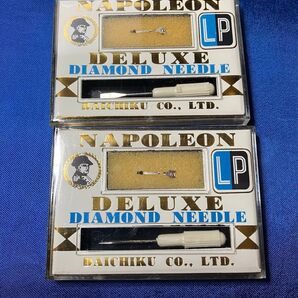 NAPOLEON
DELUXE
LP
DIAMOND NEEDLE
DAICHIKU CO., LTD.
NAPOLEON
DELUXE
LP
DIAMOND NEEDLE
DAICHIKU CO., LTD.